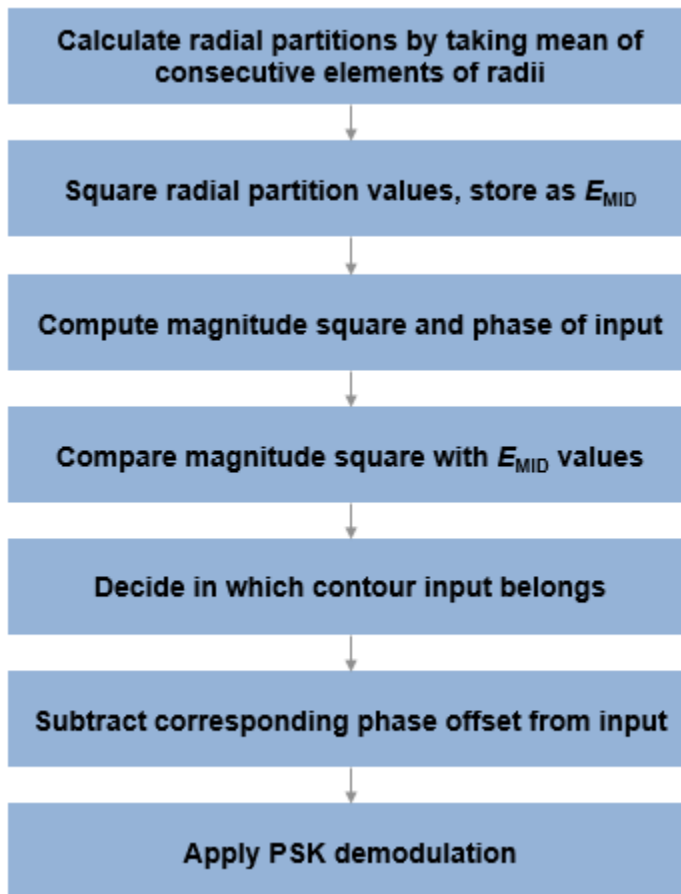 Calculate radial partitions by taking mean of
consecutive elements of radii
Square radial partition values, store as E_MID
Compute magnitude square and phase of input
Compare magnitude square with E_MID values
Decide in which contour input belongs
Subtract corresponding phase offset from input
Apply PSK demodulation